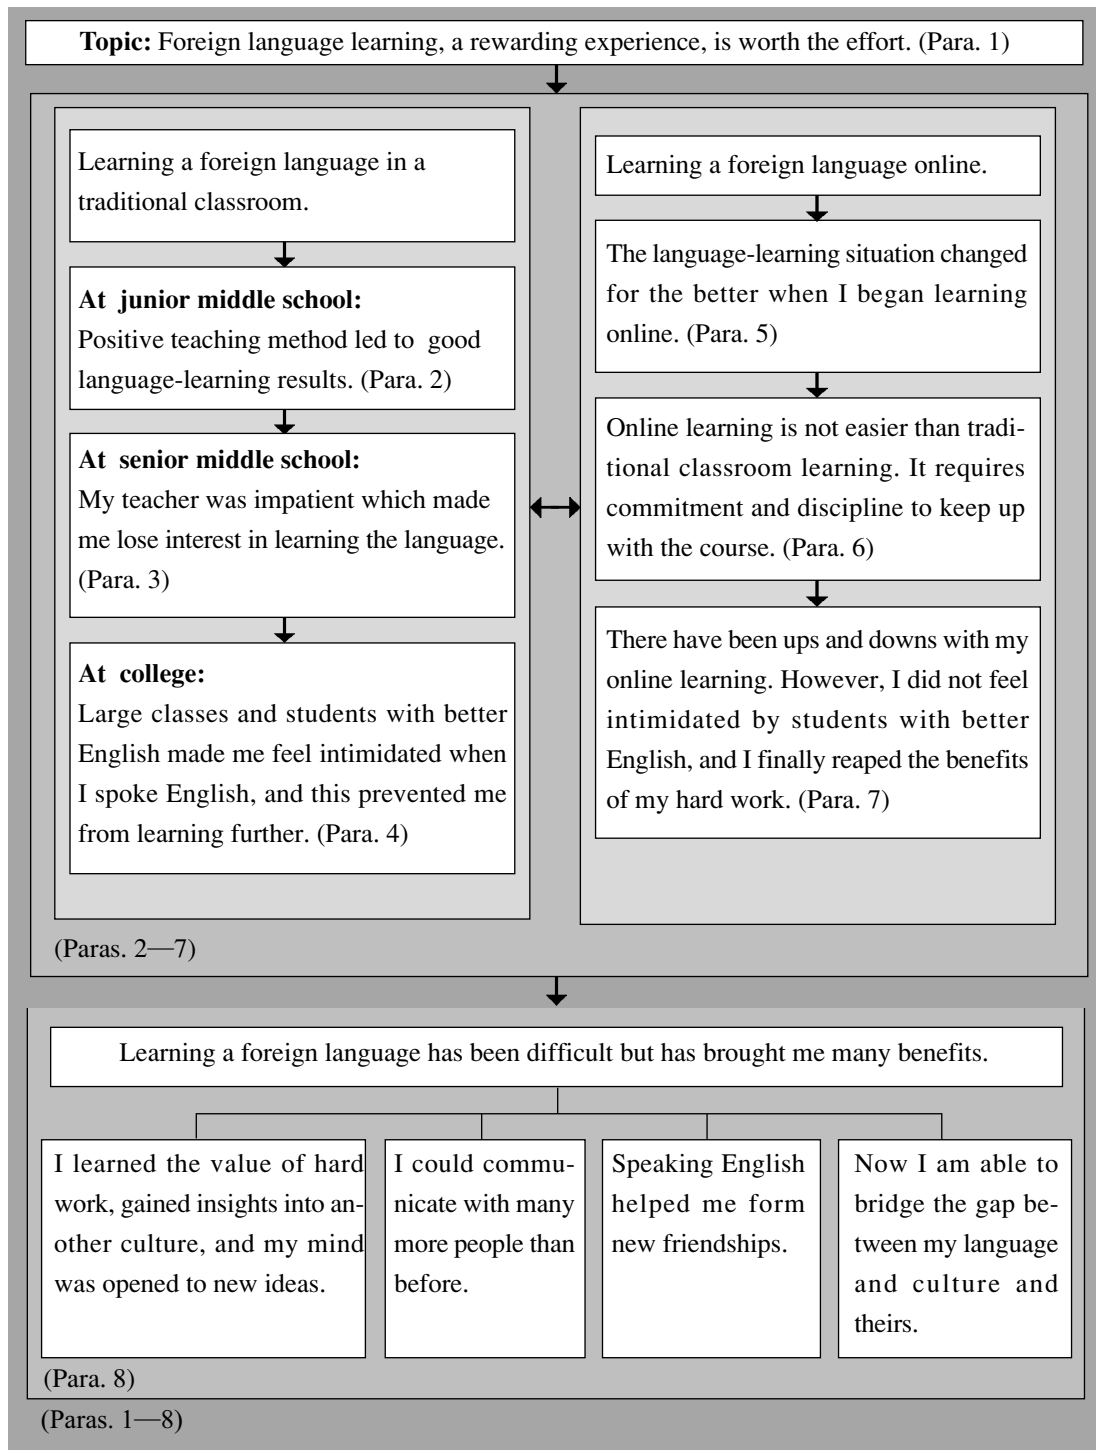 Topic: Foreign language learning, a rewarding experience, is worth the effort. (Para. 1)
Learning a foreign language in a
traditional classroom.
At junior middle school:
Positive teaching method led to good
language-learning results. (Para. 2)
At senior middle school:
My teacher was impatient which made
me lose interest in learning the language.
(Para. 3)
At college:
Large classes and students with better
English made me feel intimidated when
I spoke English, and this prevented me
from learning further. (Para. 4)
Learning a foreign language online.
The language-learning situation changed
for the better when I began learning
online. (Para. 5)
Online learning is not easier than tradi-
tional classroom learning. It requires
commitment and discipline to keep up
with the course. (Para. 6)
There have been ups and downs with my
online learning. However, I did not feel
intimidated by students with better
English, and I finally reaped the benefits
of my hard work. (Para. 7)
(Paras. 2—7)
Learning a foreign language has been difficult but has brought me many benefits.
I learned the value of hard
work, gained insights into an-
other culture, and my mind
was opened to new ideas.
I could commu-
nicate with many
more people than
before.
Speaking English
helped me form
new friendships.
Now I am able to
bridge the gap be-
tween my language
and culture and
theirs.
(Para. 8)
(Paras. 1—8)